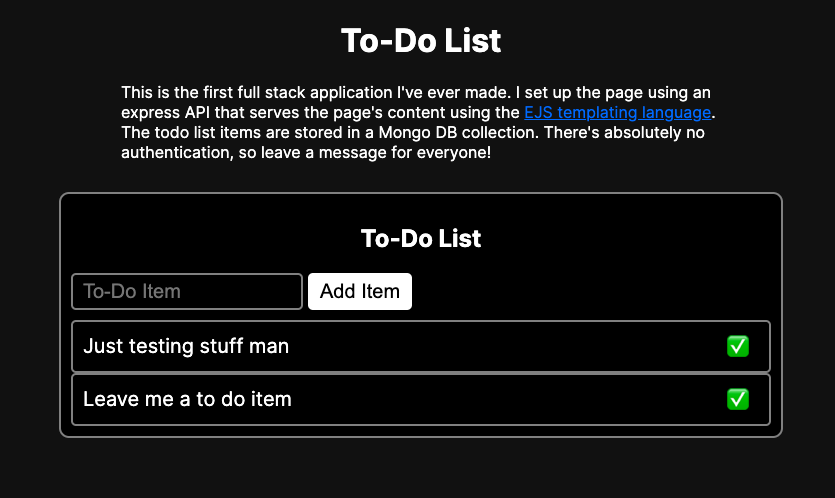 To-Do List
This is the first full stack application I've ever made. I set up the page using an
express API that serves the page's content using the EJS templating language.
The todo list items are stored in a Mongo DB collection. There's absolutely no
authentication, so leave a message for everyone!
To-Do List
To-Do Item Add Item
Just testing stuff man ✅
Leave me a to do item ✅